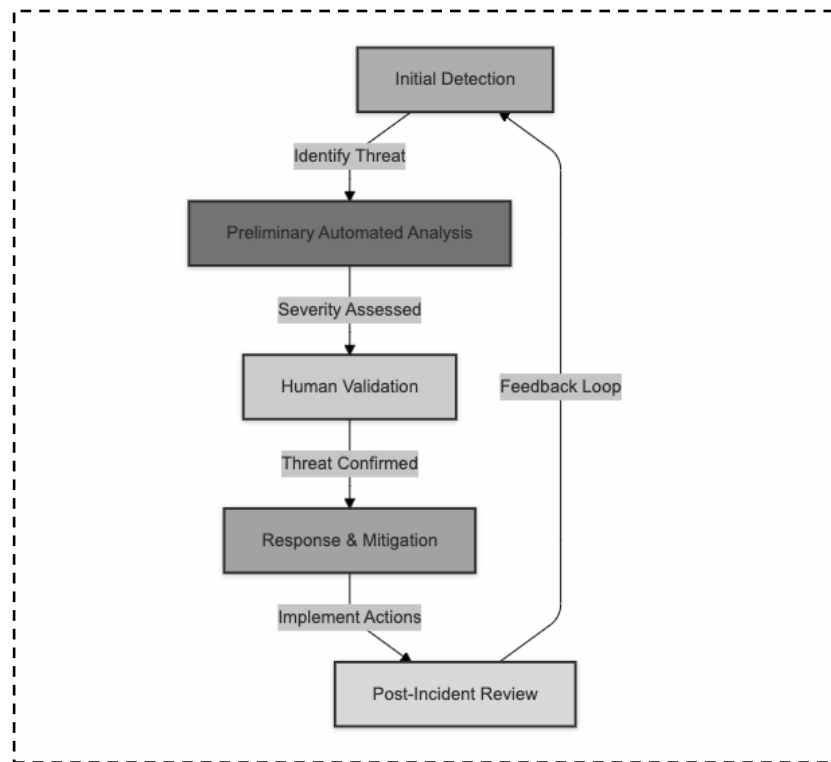 Initial Detection
Identify Threat
Preliminary Automated Analysis
Severity Assessed
Human Validation
Feedback Loop
Threat Confirmed
Response & Mitigation
Implement Actions
Post-Incident Review